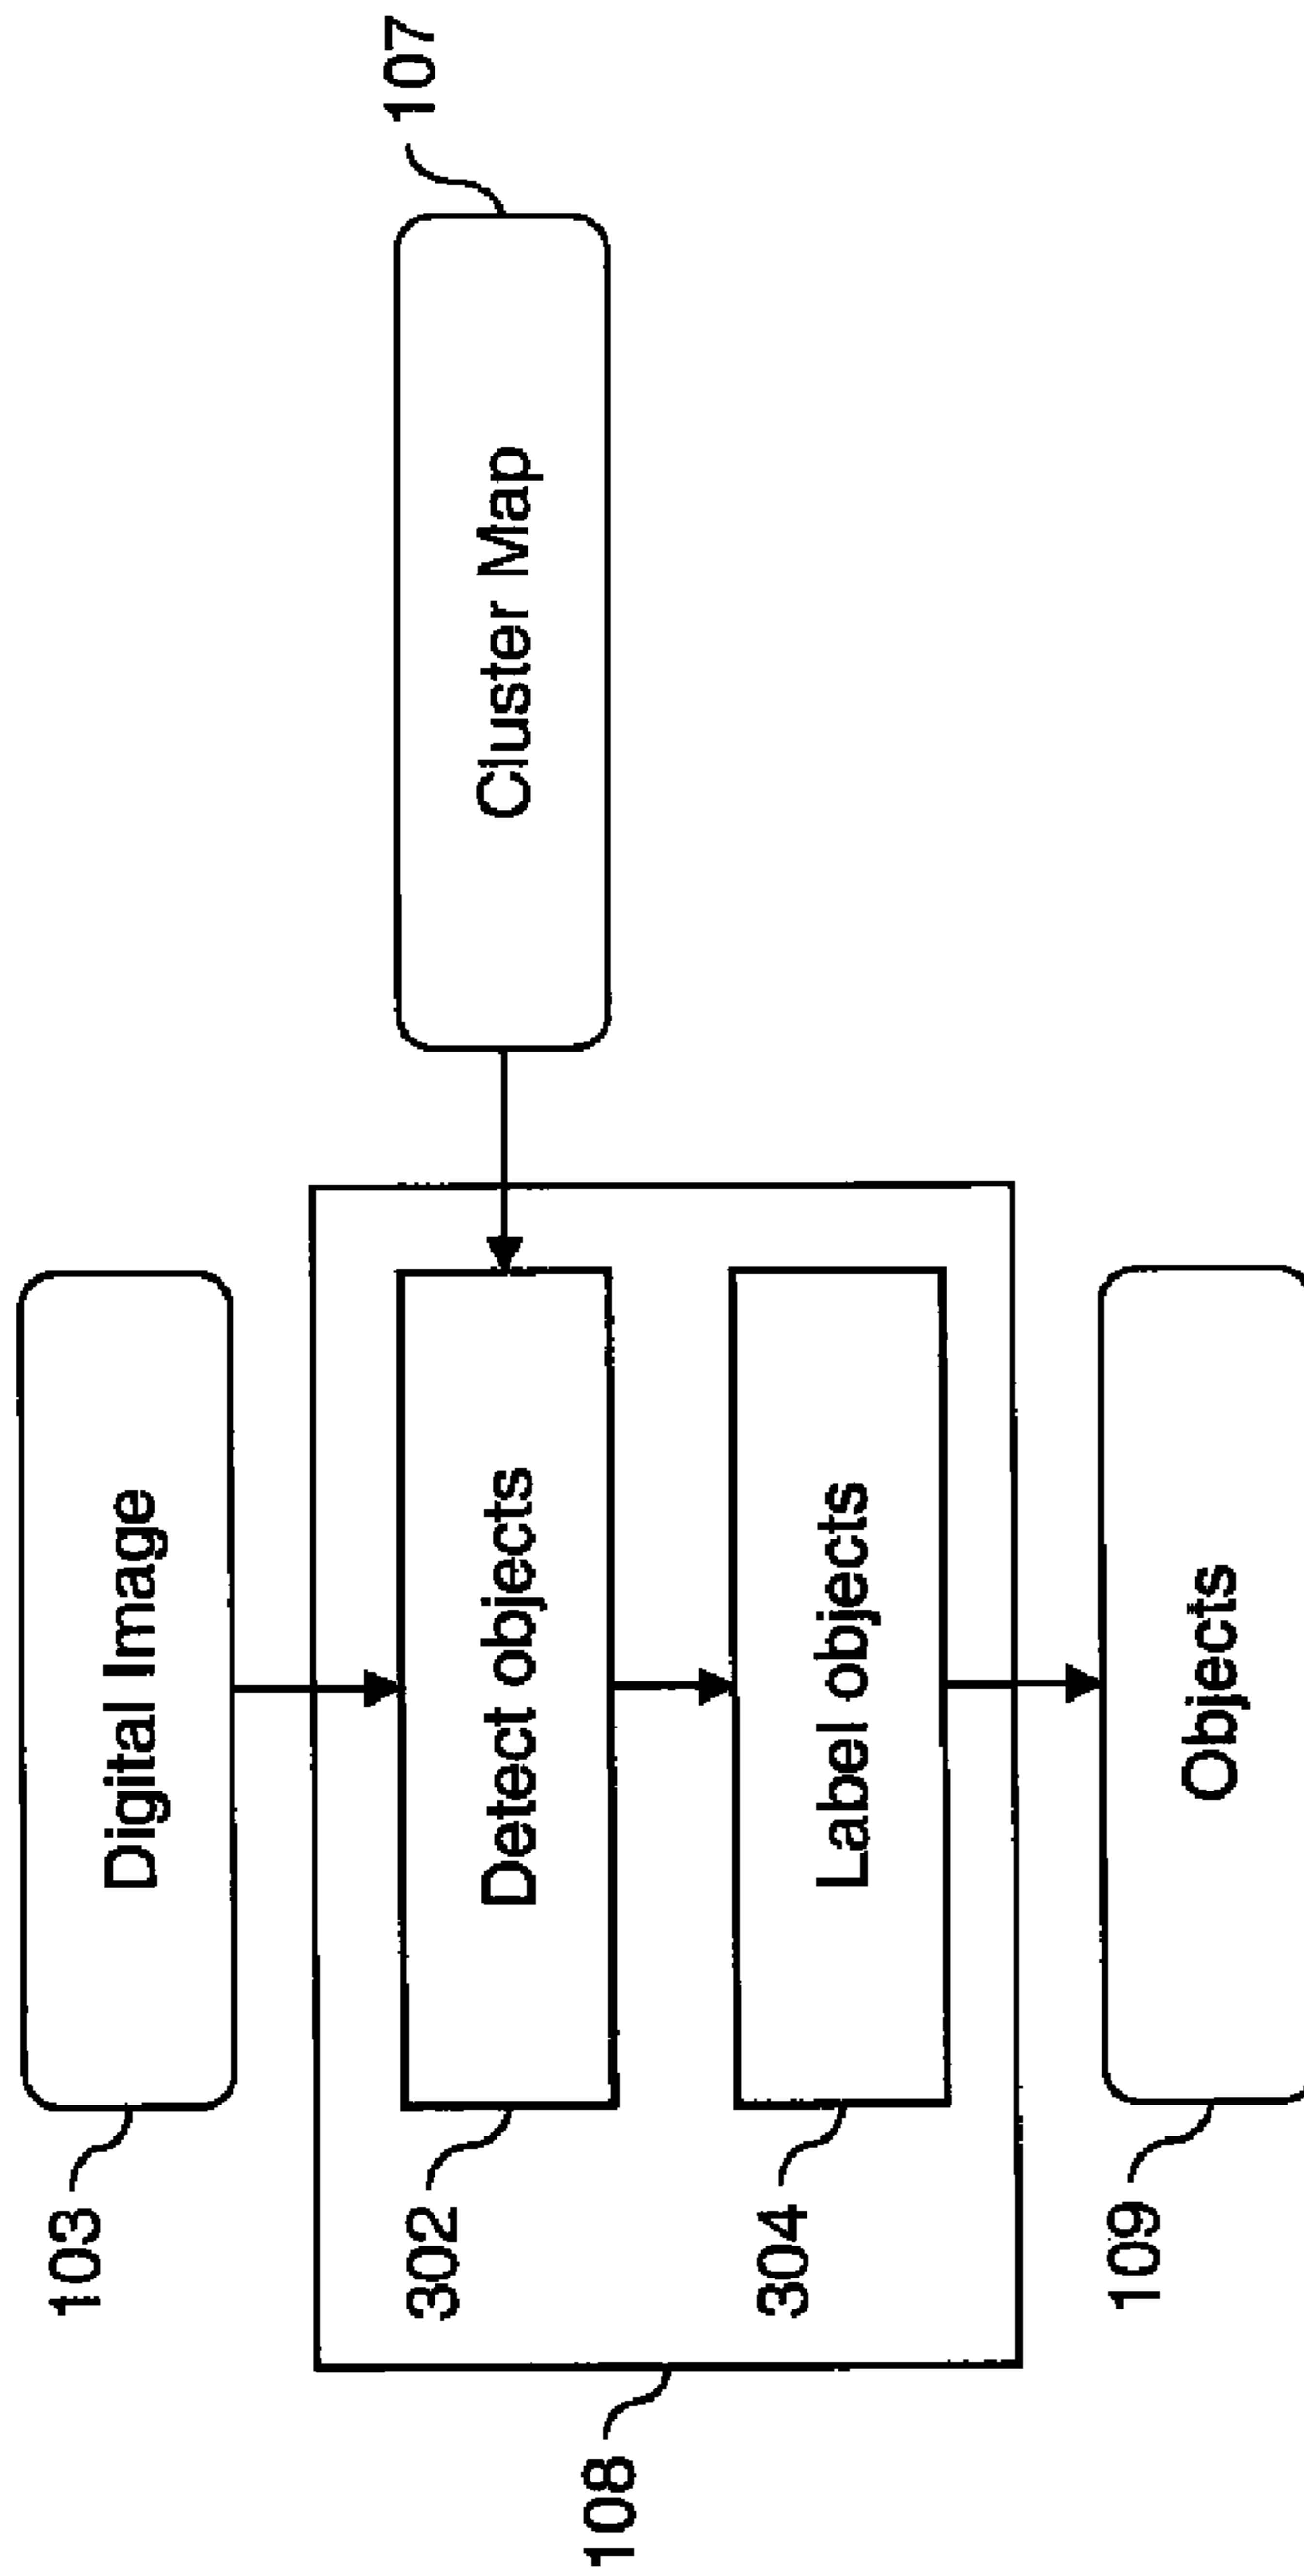 103
Digital Image
108
302
Detect objects
Cluster Map
107
304
Label objects
109
Objects